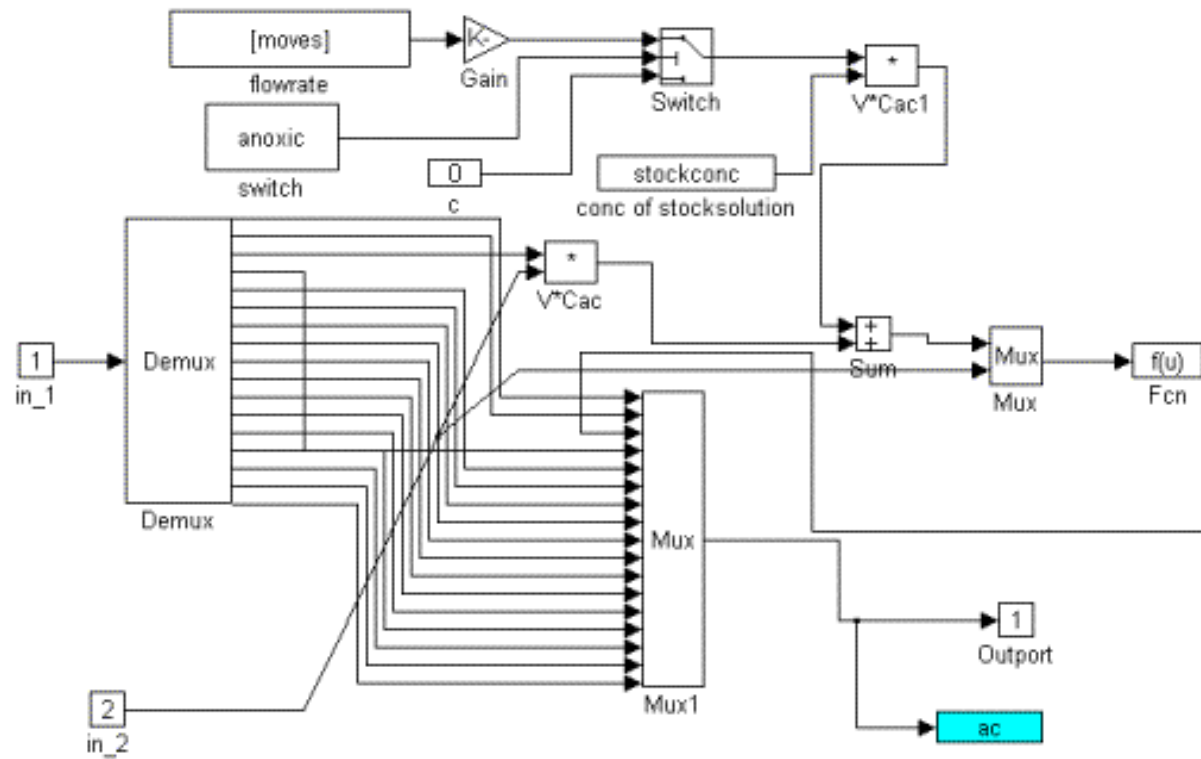 [moves]
flowrate
K-
Gain
Switch
*
V*Cac1
anoxic
switch
0
c
stockconc
conc of stocksolution
Demux
Demux
*
V*Cac
1
in_1
+
+
Sum
Mux
Mux
f(u)
Fcn
Mux
Mux1
1
Outport
2
in_2
ac